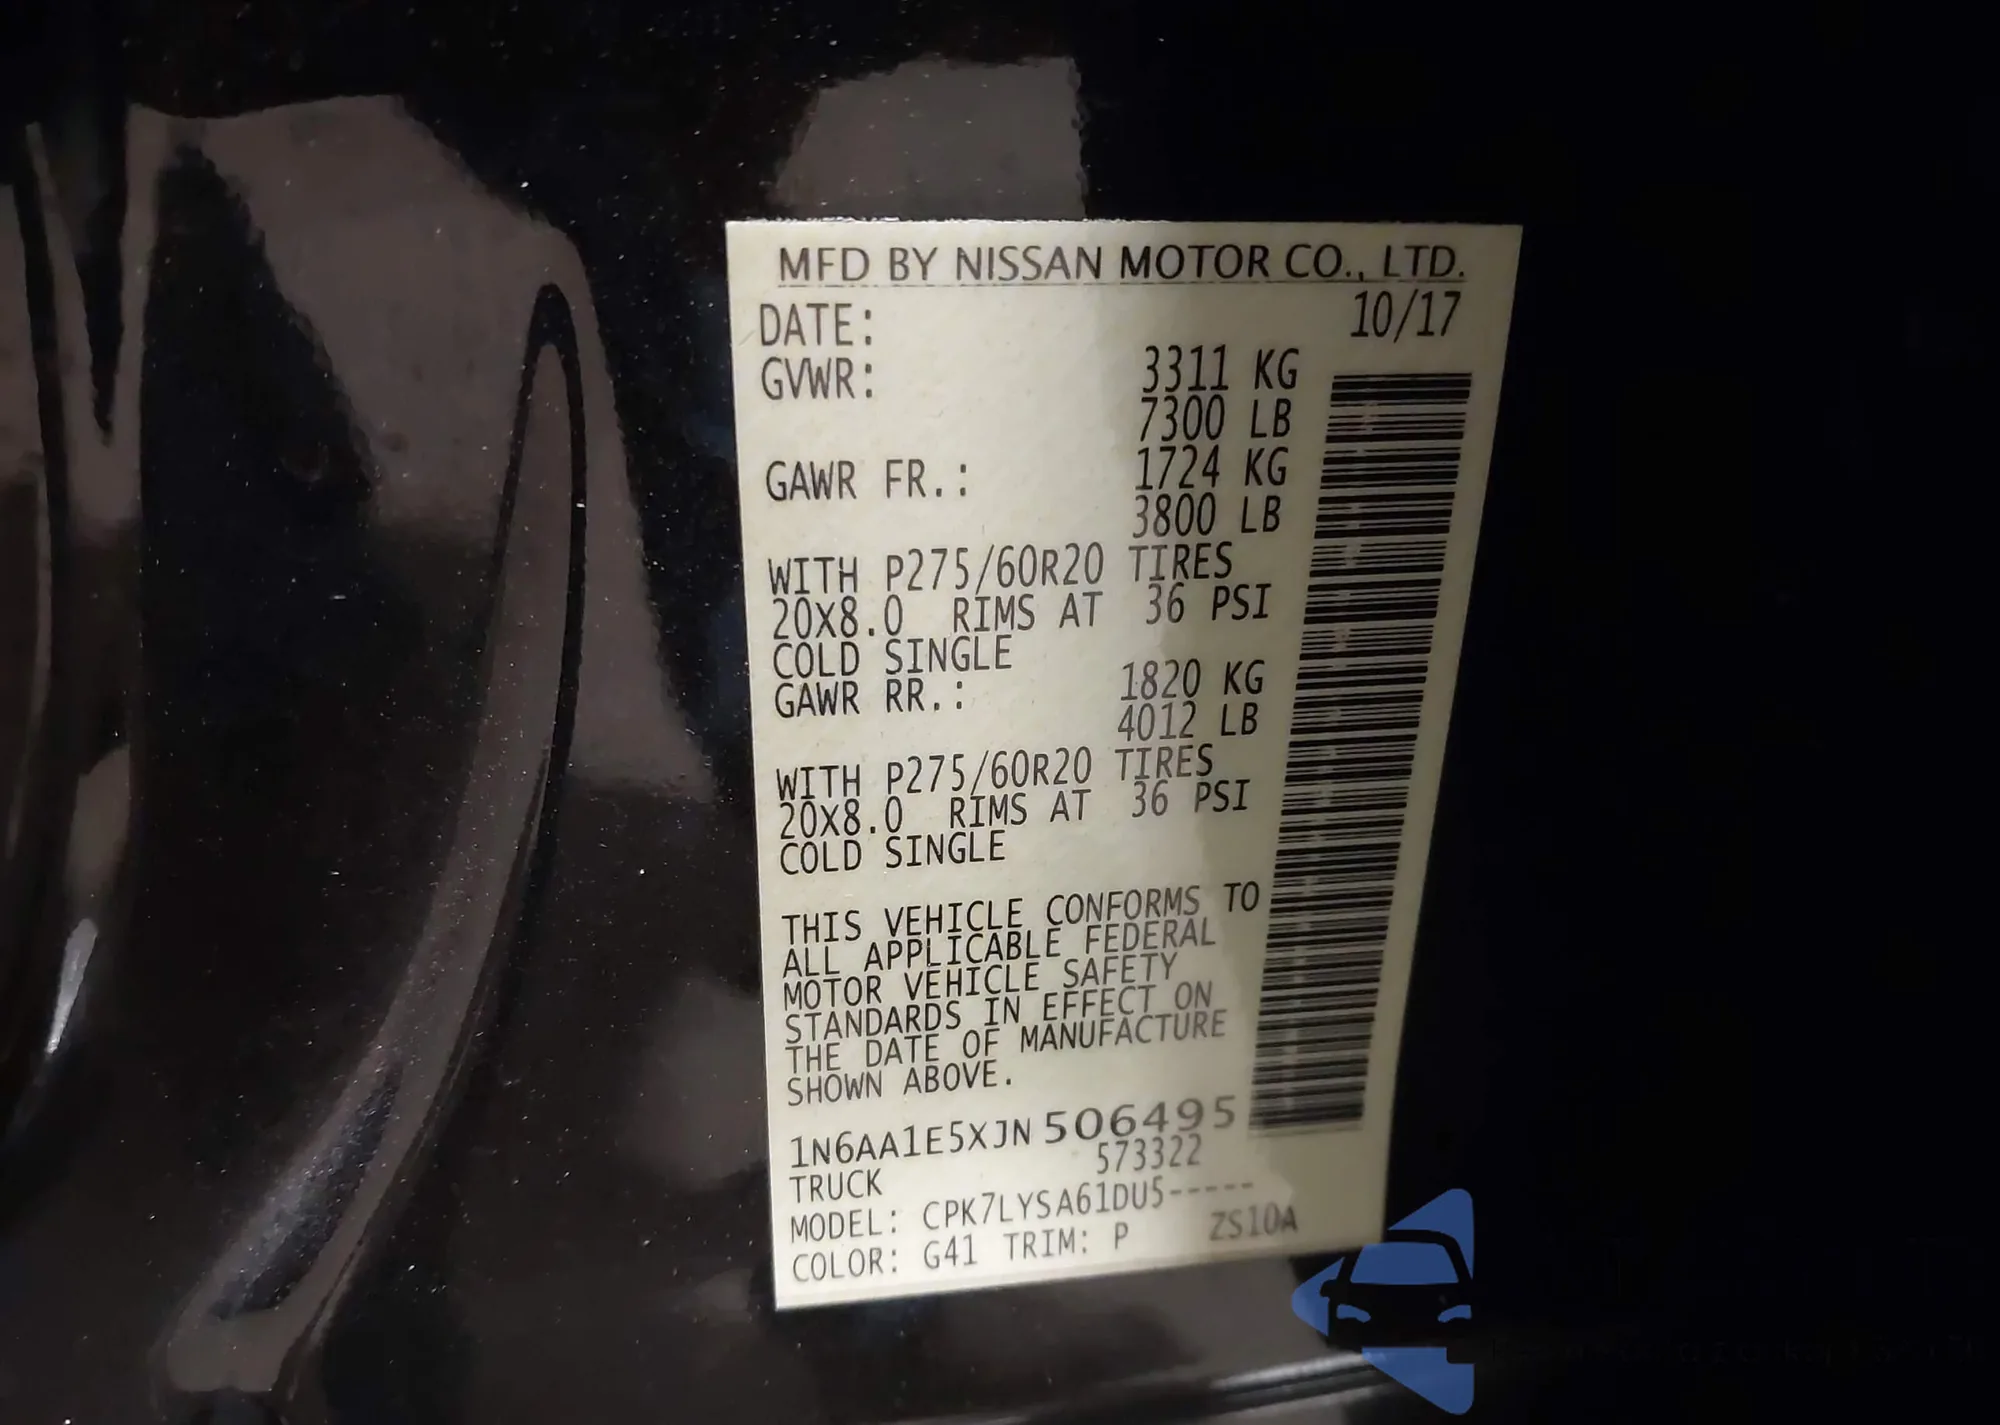 MFD BY NISSAN MOTOR CO., LTD.
DATE: 10/17
GVWR: 3311 KG
7300 LB
GAWR FR.: 1724 KG
3800 LB
WITH P275/60R20 TIRES
20X8.0 RIMS AT 36 PSI
COLD SINGLE
GAWR RR.: 1820 KG
4012 LB
WITH P275/60R20 TIRES
20X8.0 RIMS AT 36 PSI
COLD SINGLE
THIS VEHICLE CONFORMS TO
ALL APPLICABLE FEDERAL
MOTOR VEHICLE SAFETY
STANDARDS IN EFFECT ON
THE DATE OF MANUFACTURE
SHOWN ABOVE.
1N6AA1E5XJN506495
573322
TRUCK
MODEL: CPK7LYSA61DU5-----
COLOR: G41 TRIM: P ZS10A